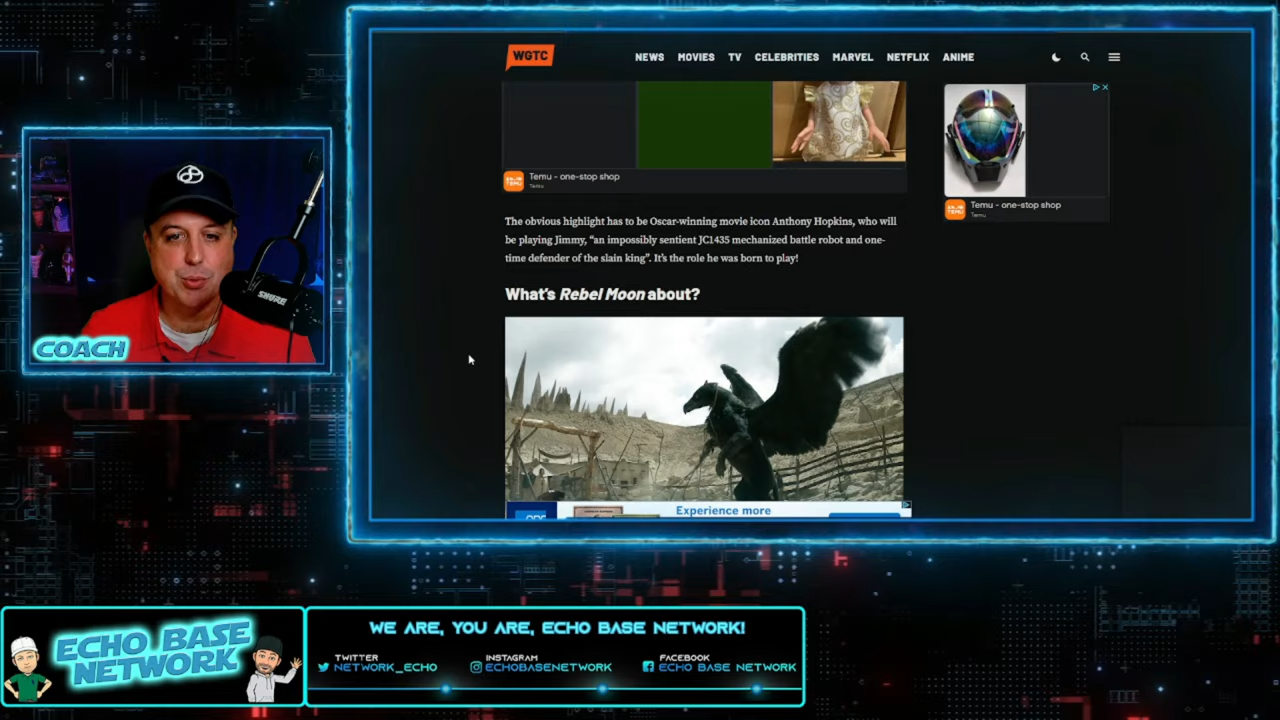 WGTC
NEWS MOVIES TV CELEBRITIES MARVEL NETFLIX ANIME
Temu - one-stop shop
Temu
Temu - one-stop shop
Temu
The obvious highlight has to be Oscar-winning movie icon Anthony Hopkins, who will
be playing Jimmy, “an impossibly sentient JC1435 mechanized battle robot and one-
time defender of the slain king”. It’s the role he was born to play!
What’s Rebel Moon about?
Experience more
SHURE
COACH
ECHO BASE
NETWORK
WE ARE, YOU ARE, ECHO BASE NETWORK!
TWITTER
NETWORK_ECHO
INSTAGRAM
ECHOBASENETWORK
FACEBOOK
ECHO BASE NETWORK